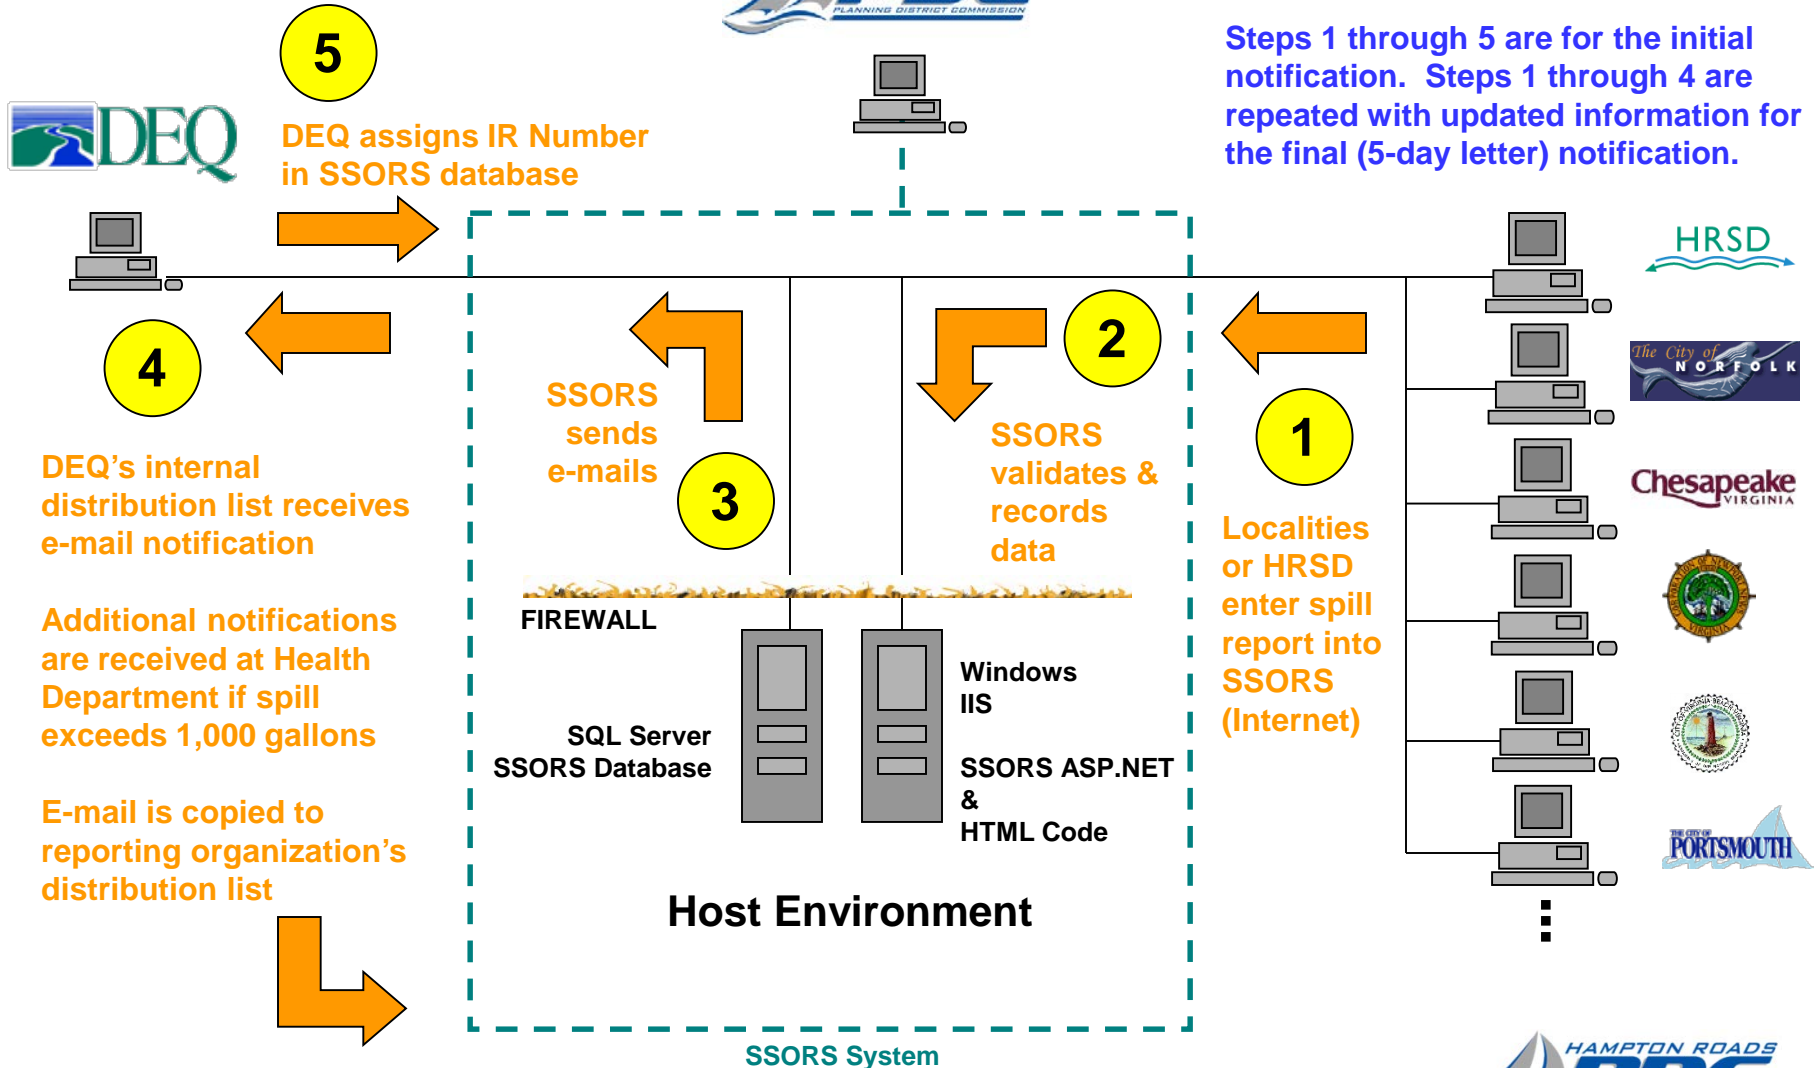 PLANNING DISTRICT COMMISSION
5
Steps 1 through 5 are for the initial
notification.  Steps 1 through 4 are
repeated with updated information for
the final (5-day letter) notification.
DEQ
DEQ assigns IR Number
in SSORS database
HRSD
The City of
NORFOLK
Chesapeake
VIRGINIA
THE CITY OF
PORTSMOUTH
4
DEQ’s internal
distribution list receives
e-mail notification
Additional notifications
are received at Health
Department if spill
exceeds 1,000 gallons
E-mail is copied to
reporting organization’s
distribution list
SSORS
sends
e-mails
3
2
SSORS
validates &
records
data
1
Localities
or HRSD
enter spill
report into
SSORS
(Internet)
FIREWALL
SQL Server
SSORS Database
Windows
IIS
SSORS ASP.NET
&
HTML Code
Host Environment
SSORS System
HAMPTON ROADS